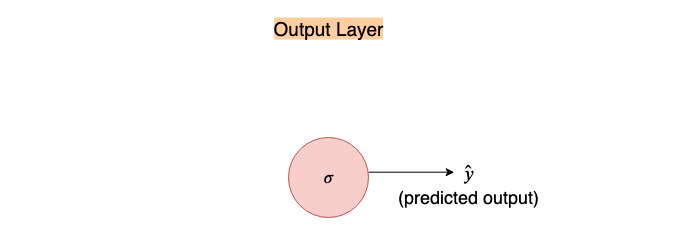 Output Layer
σ
ŷ
(predicted output)